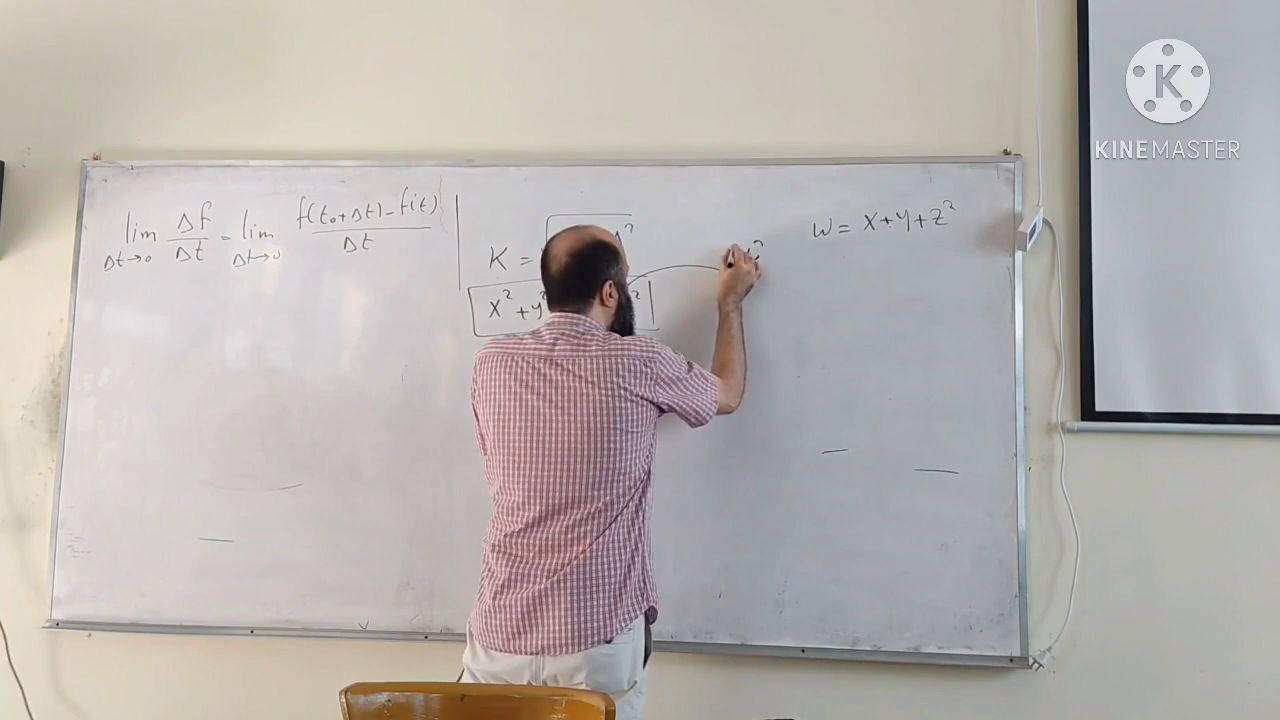 lim Δf/Δt = lim f(t₀+Δt)-f(t)/Δt
Δt→0 Δt→0
K =
x² + y²
w = x+y+z²
K
KINEMASTER